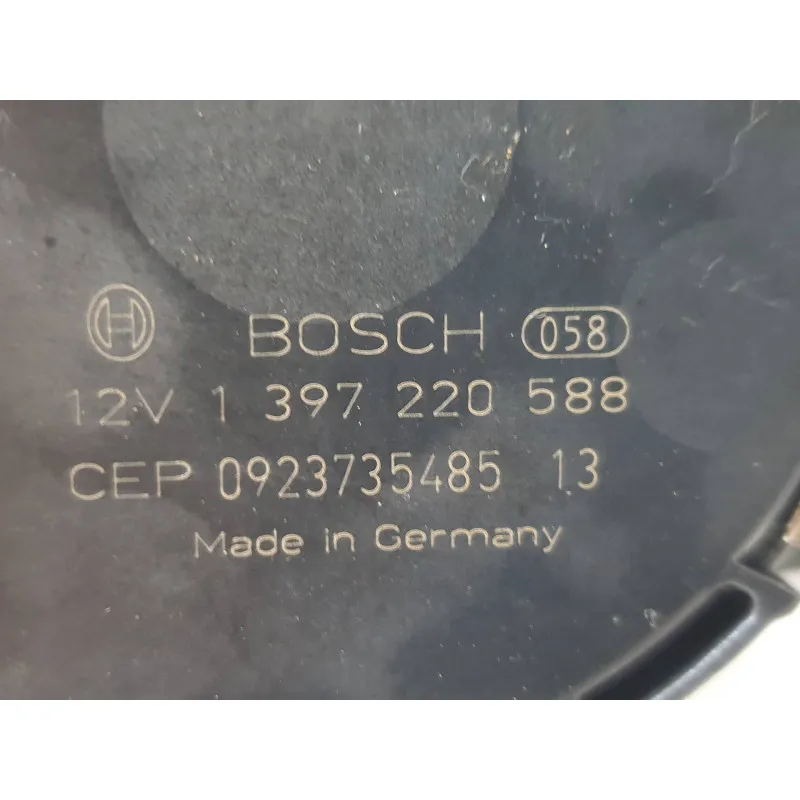 BOSCH 058
12V 1 397 220 588
CEP 0923735485 13
Made in Germany